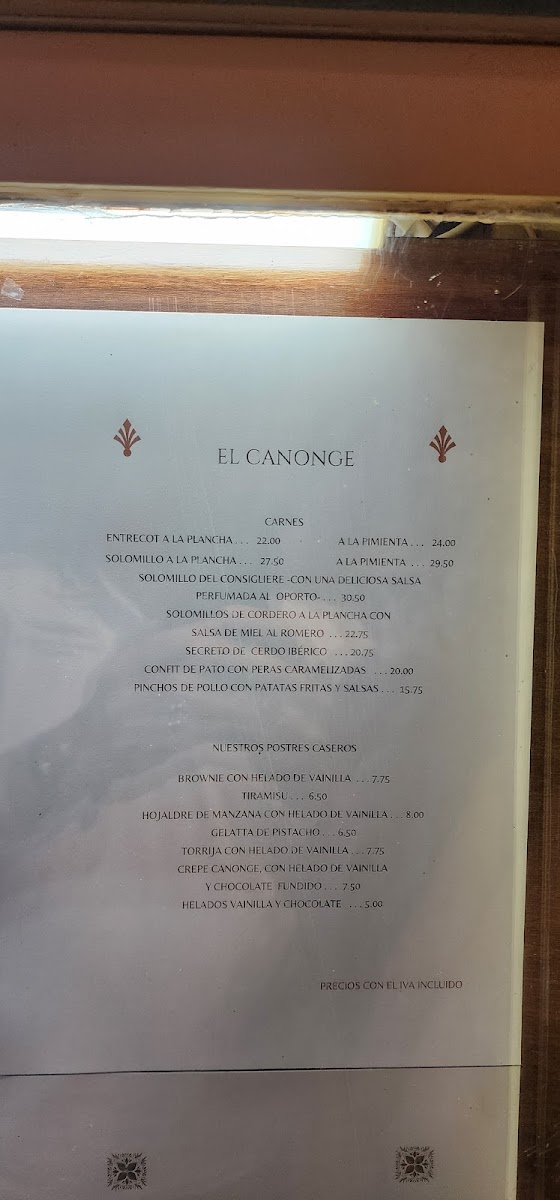 EL CANONGE
CARNES
ENTRECOT A LA PLANCHA . . . 22.00 A LA PIMIENTA . . . 24.00
SOLOMILLO A LA PLANCHA . . . 27.50 A LA PIMIENTA . . . 29.50
SOLOMILLO DEL CONSIGLIERE -CON UNA DELICIOSA SALSA
PERFUMADA AL OPORTO- . . . 30.50
SOLOMILLOS DE CORDERO A LA PLANCHA CON
SALSA DE MIEL AL ROMERO . . . 22.75
SECRETO DE CERDO IBÉRICO . . . 20.75
CONFIT DE PATO CON PERAS CARAMELIZADAS . . . 20.00
PINCHOS DE POLLO CON PATATAS FRITAS Y SALSAS . . . 15.75
NUESTROS POSTRES CASEROS
BROWNIE CON HELADO DE VAINILLA . . . 7.75
TIRAMISU . . . 6.50
HOJALDRE DE MANZANA CON HELADO DE VAINILLA . . . 8.00
GELATTA DE PISTACHO . . . 6.50
TORRIJA CON HELADO DE VAINILLA . . . 7.75
CREPE CANONGE, CON HELADO DE VAINILLA
Y CHOCOLATE FUNDIDO . . . 7.50
HELADOS VAINILLA Y CHOCOLATE . . . 5.00
PRECIOS CON EL IVA INCLUIDO